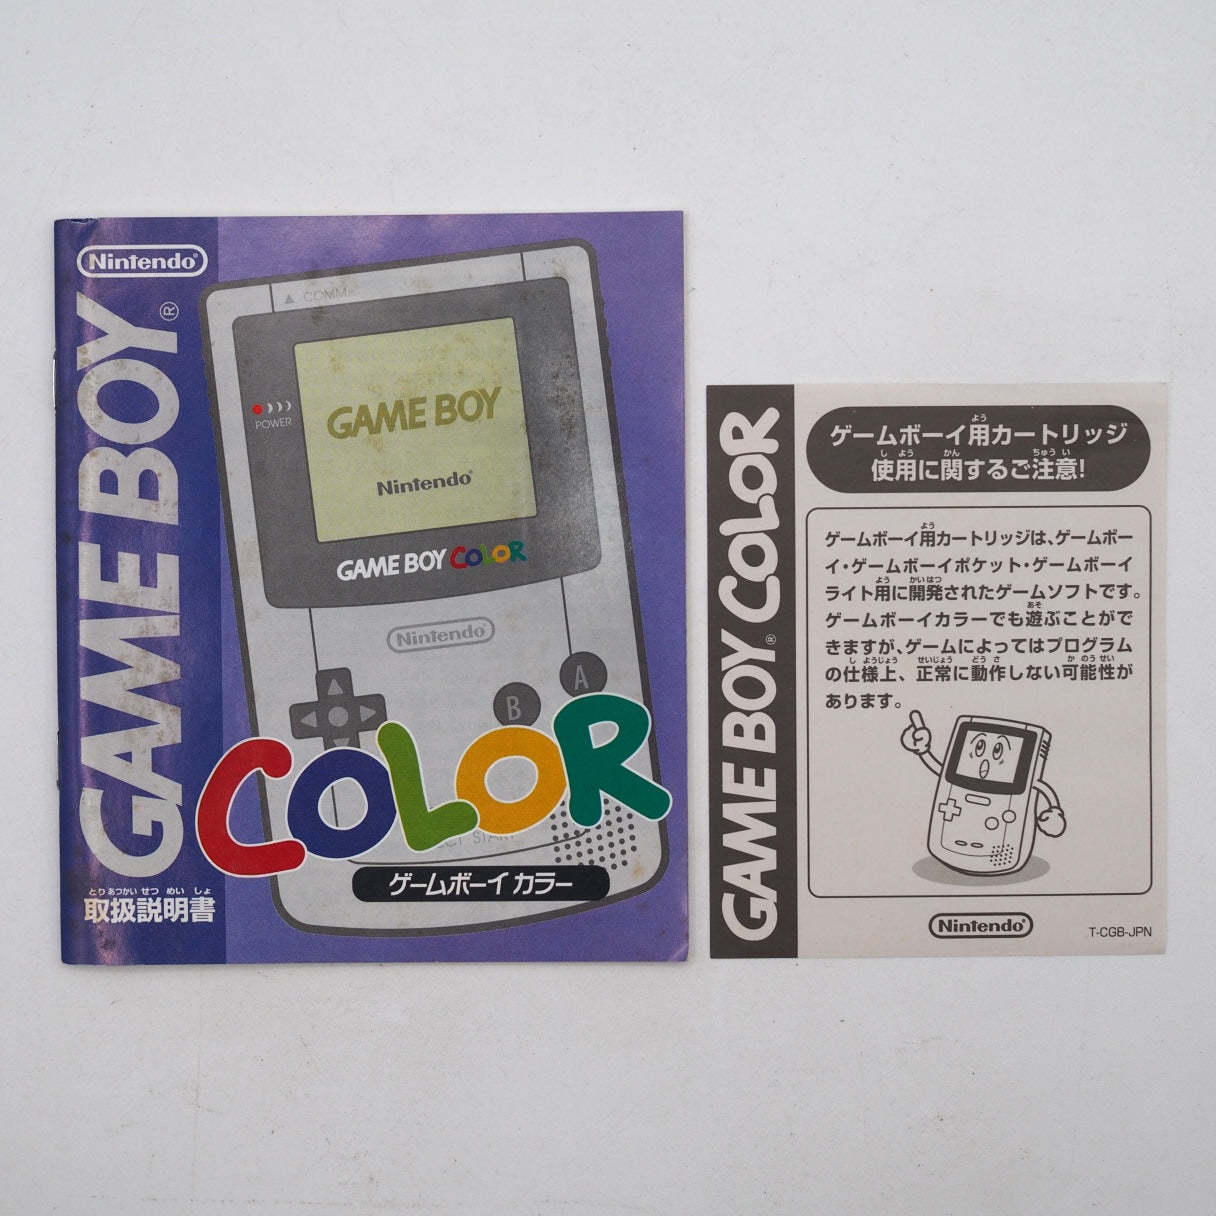 Nintendo®
GAME BOY®
▲ COMM.
POWER
GAME BOY
Nintendo®
GAME BOY COLOR
Nintendo®
B
A
COLOR
START
ゲームボーイ カラー
とりあつかいせつめいしょ
取扱説明書
GAME BOY® COLOR
よう
ゲームボーイ用カートリッジ
しよう かん ちゅうい
使用に関するご注意!
よう
ゲームボーイ用カートリッジは、ゲームボー
イ・ゲームボーイポケット・ゲームボーイ
よう かいはつ
ライト用に開発されたゲームソフトです。
あそ
ゲームボーイカラーでも遊ぶことがで
きますが、ゲームによってはプログラム
しようじょう せいじょう どうさ かのうせい
の仕様上、正常に動作しない可能性が
あります。
Nintendo®
T-CGB-JPN